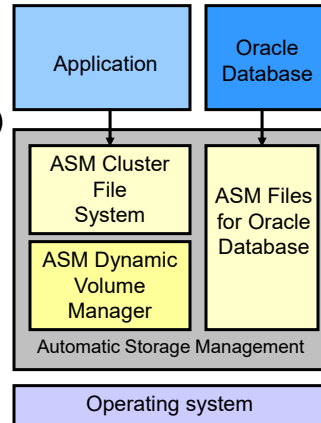 Application
Oracle
Database
)
ASM Cluster
File
System
ASM Files
for Oracle
Database
ASM Dynamic
Volume
Manager
Automatic Storage Management
Operating system